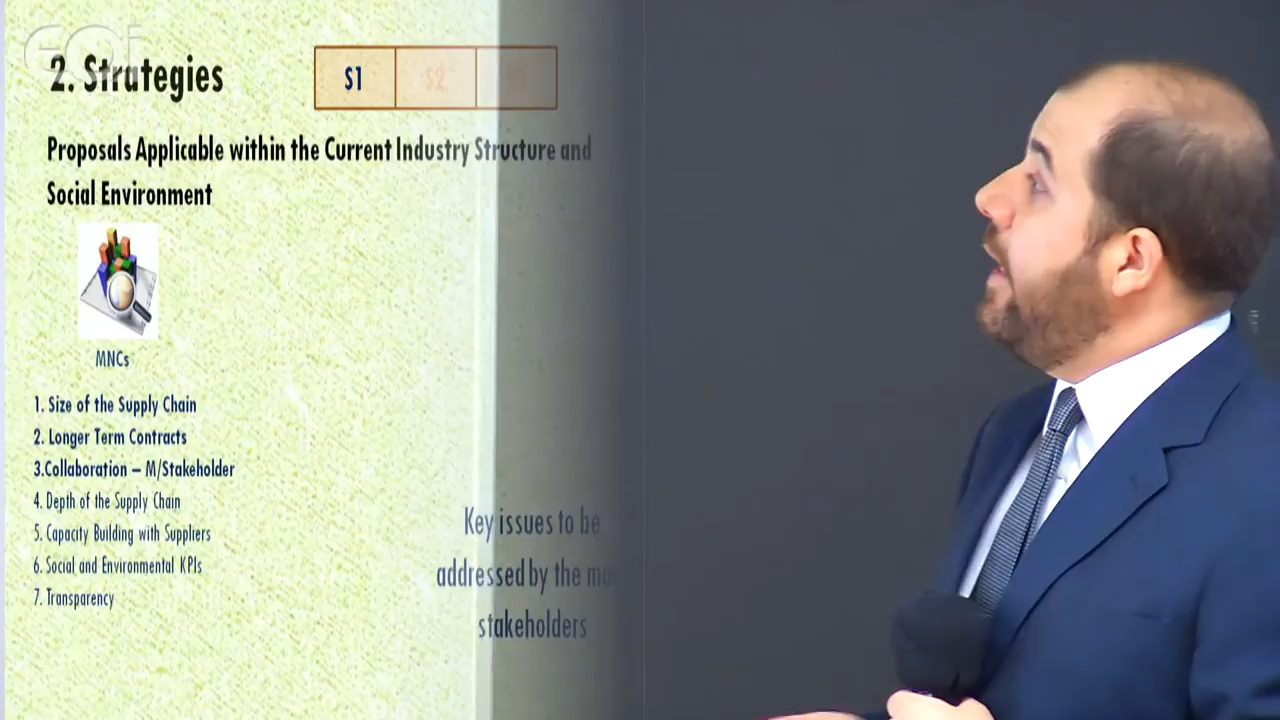 EOI
2. Strategies
S1
S2
Proposals Applicable within the Current Industry Structure and
Social Environment
MNCs
1. Size of the Supply Chain
2. Longer Term Contracts
3.Collaboration – M/Stakeholder
4. Depth of the Supply Chain
5. Capacity Building with Suppliers
6. Social and Environmental KPIs
7. Transparency
Key issues to be
addressed by the
stakeholders